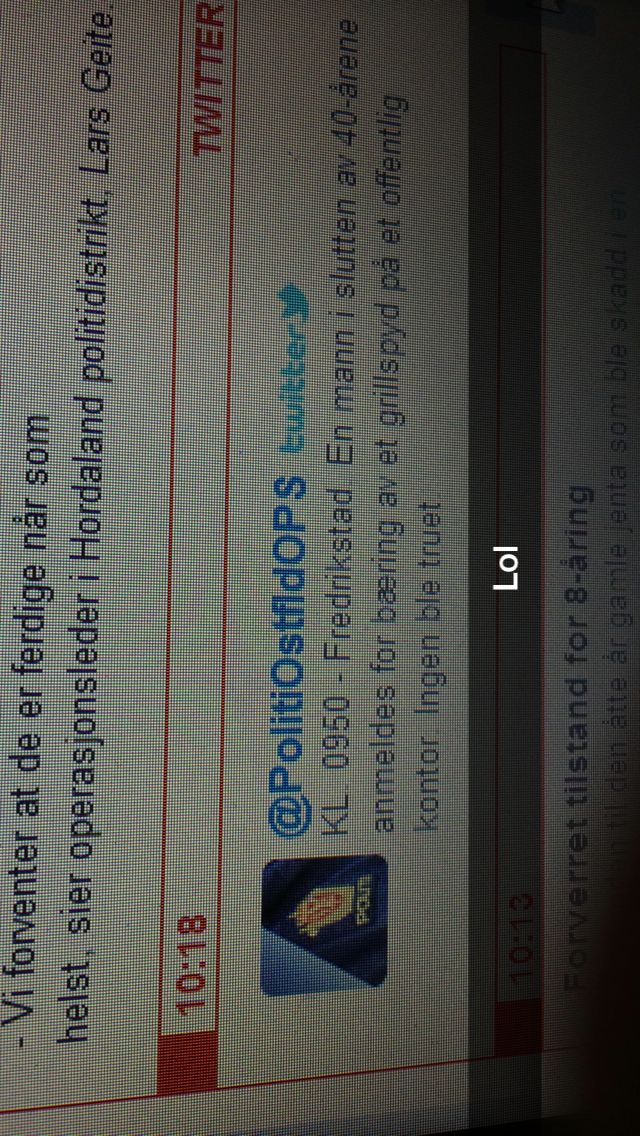 - Vi forventer at de er ferdige når som
helst, sier operasjonsleder i Hordaland politidistrikt, Lars Geite.
10:18 TWITTER
@PolitiOstfldOPS twitter
KL. 0950 - Fredrikstad. En mann i slutten av 40-årene
anmeldes for bæring av et grillspyd på et offentlig
kontor. Ingen ble truet.
POLITI
Lol
10:13
Forverret tilstand for 8-åring
til den åtte år gamle jenta som ble skadd i en